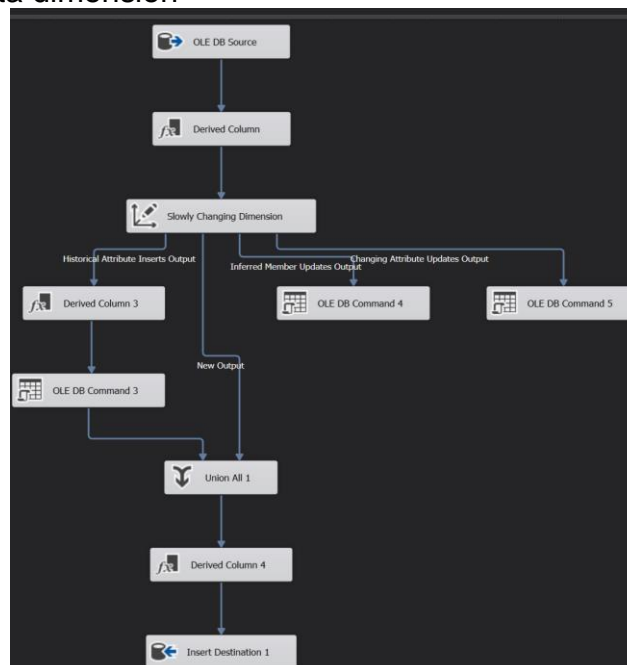 ta dimension
OLE DB Source
Derived Column
Slowly Changing Dimension
Historical Attribute Inserts Output
Inferred Member Updates Output
Changing Attribute Updates Output
Derived Column 3
OLE DB Command 4
OLE DB Command 5
New Output
OLE DB Command 3
Union All 1
Derived Column 4
Insert Destination 1